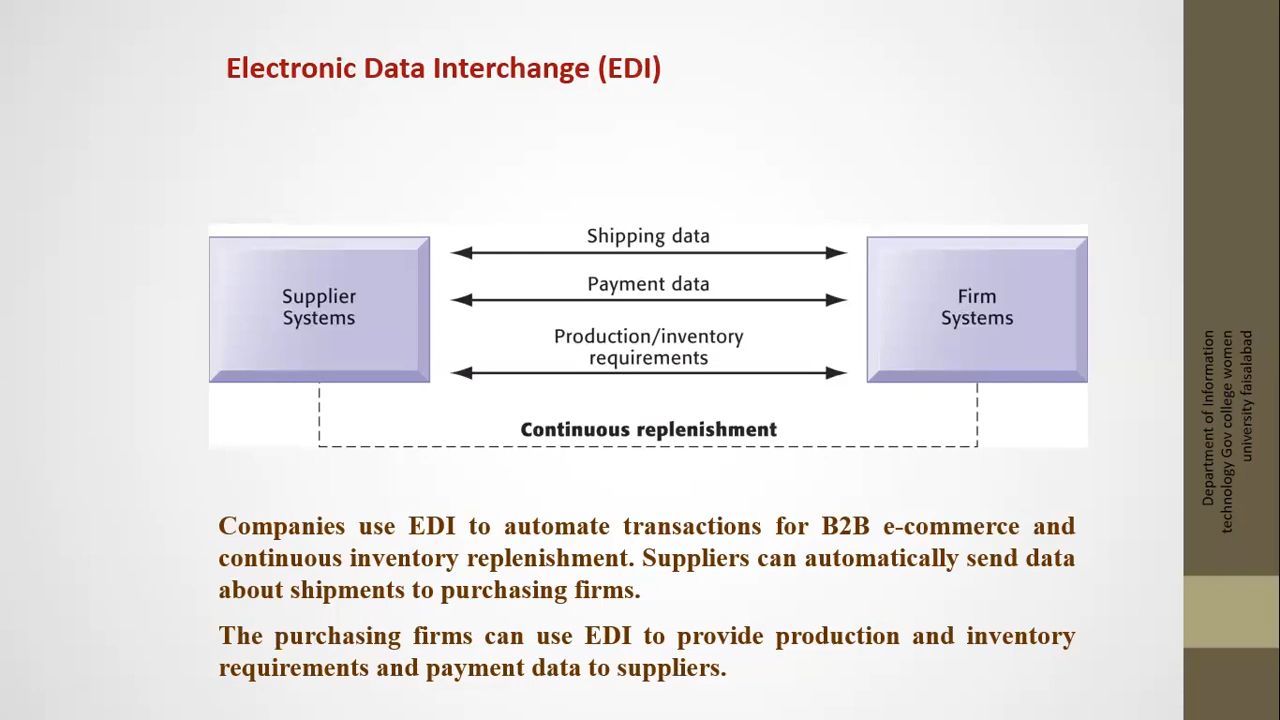 Electronic Data Interchange (EDI)
Shipping data
Payment data
Production/inventory
requirements
Supplier
Systems
Firm
Systems
Continuous replenishment
Companies use EDI to automate transactions for B2B e-commerce and
continuous inventory replenishment. Suppliers can automatically send data
about shipments to purchasing firms.
The purchasing firms can use EDI to provide production and inventory
requirements and payment data to suppliers.
Department of Information
technology Gov college women
university faisalabad